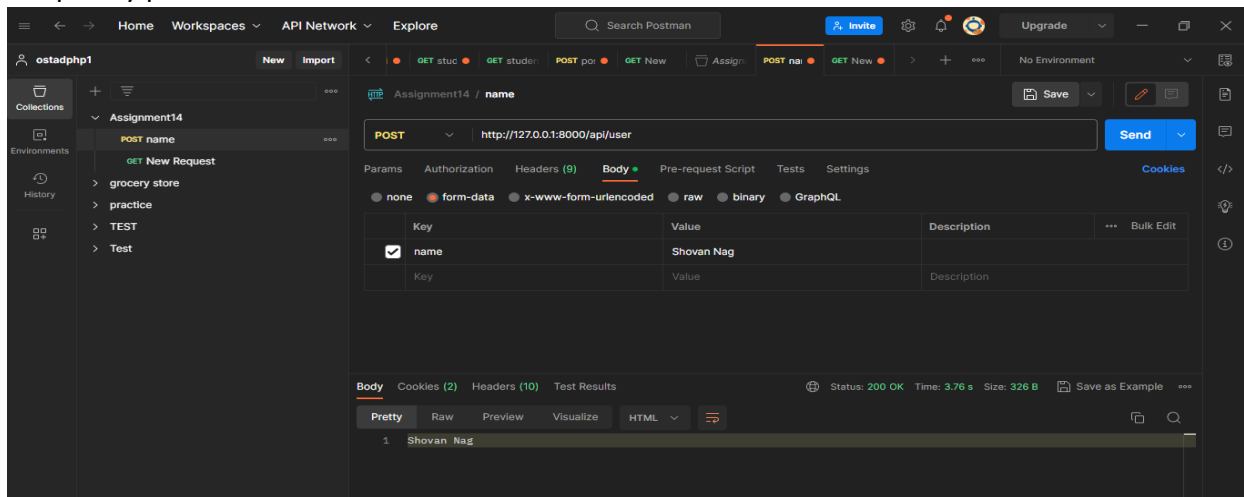 Home Workspaces API Network Explore Search Postman Invite Upgrade
ostadphp1 New Import GET stuc GET studen POST por GET New Assign POST nai GET New No Environment
Collections
Environments
History
Assignment14
POST name
GET New Request
grocery store
practice
TEST
Test
HTTP Assignment14 / name Save
POST http://127.0.0.1:8000/api/user Send
Params Authorization Headers (9) Body Pre-request Script Tests Settings Cookies
none form-data x-www-form-urlencoded raw binary GraphQL
Key Value Description Bulk Edit
name Shovan Nag
Key Value Description
Body Cookies (2) Headers (10) Test Results Status: 200 OK Time: 3.76 s Size: 326 B Save as Example
Pretty Raw Preview Visualize HTML
1 Shovan Nag